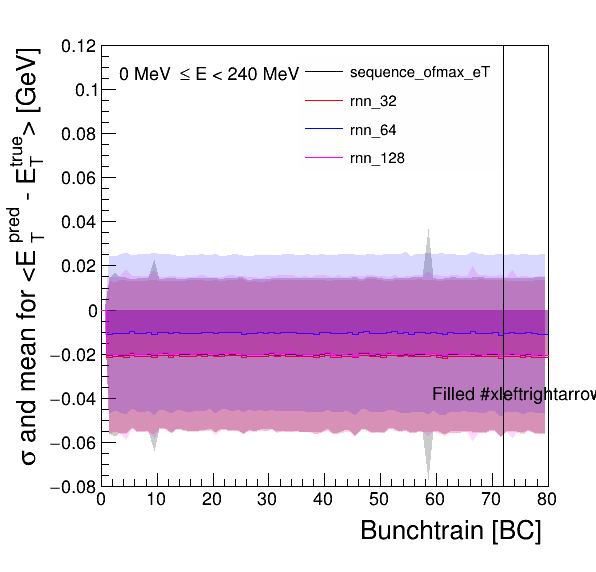 σ and mean for <E_T^pred - E_T^true> [GeV]
0.12
0.1
0.08
0.06
0.04
0.02
0
−0.02
−0.04
−0.06
−0.08
0 MeV ≤ E < 240 MeV
sequence_ofmax_eT
rnn_32
rnn_64
rnn_128
Filled #xleftrightarrow
0 10 20 30 40 50 60 70 80
Bunchtrain [BC]